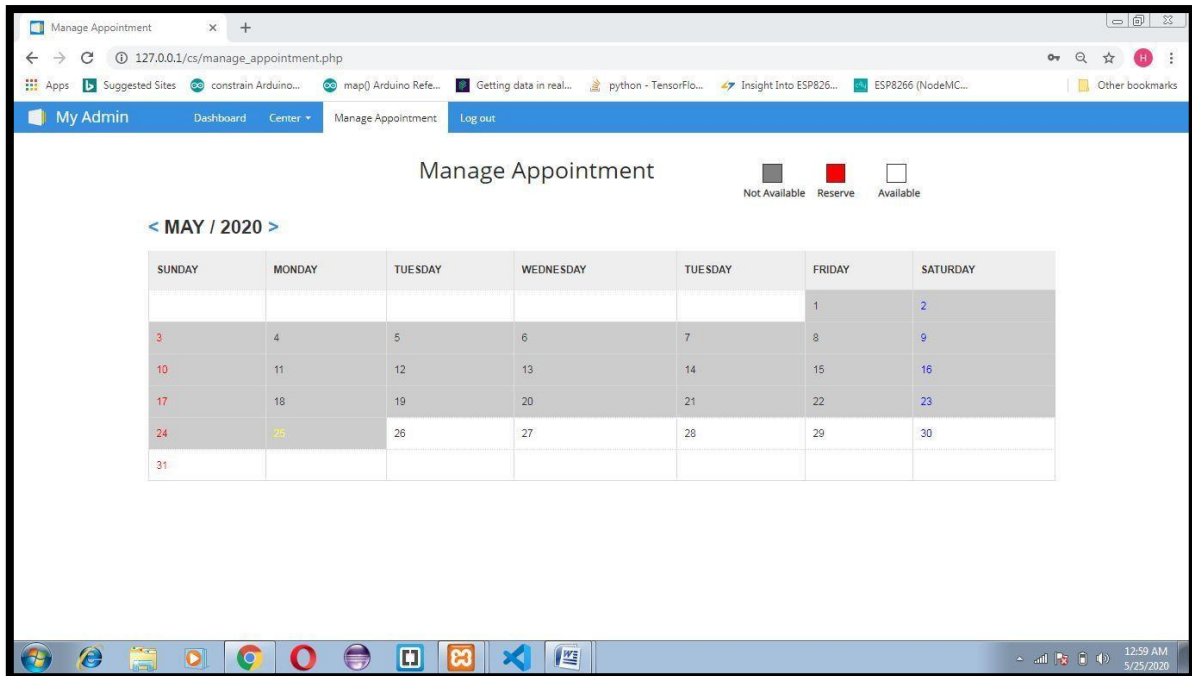 Manage Appointment
127.0.0.1/cs/manage_appointment.php
H
Apps Suggested Sites constrain Arduino... map() Arduino Refe... Getting data in real... python - TensorFlo... Insight Into ESP826... ESP8266 (NodeMC... Other bookmarks
My Admin Dashboard Center Manage Appointment Log out
Manage Appointment
Not Available Reserve Available
< MAY / 2020 >
SUNDAY MONDAY TUESDAY WEDNESDAY TUESDAY FRIDAY SATURDAY
1 2
3 4 5 6 7 8 9
10 11 12 13 14 15 16
17 18 19 20 21 22 23
24 25 26 27 28 29 30
31
12:59 AM
5/25/2020